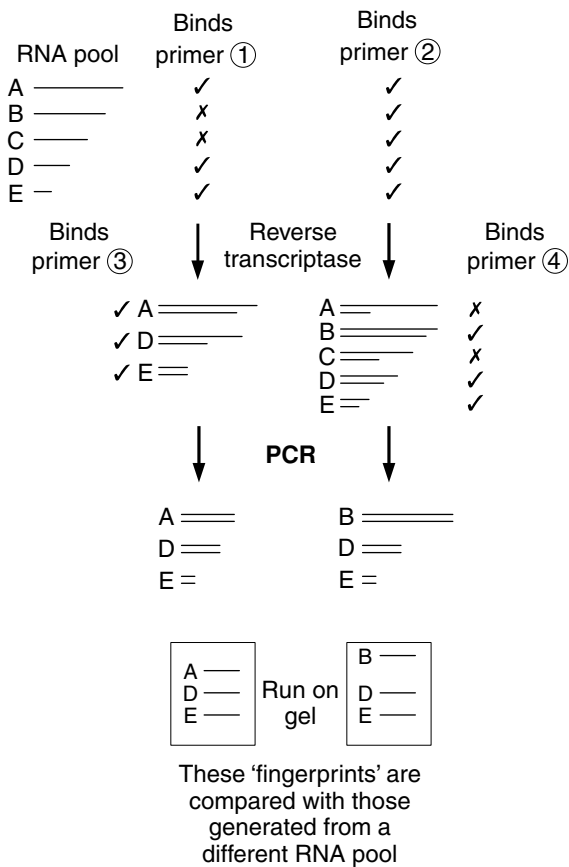 Binds
primer ①
Binds
primer ②
RNA pool
A ✓ ✓
B ✗ ✓
C ✗ ✓
D ✓ ✓
E ✓ ✓
Binds
primer ③
Reverse
transcriptase
Binds
primer ④
✓ A
✓ D
✓ E
A ✗
B ✓
C ✗
D ✓
E ✓
PCR
A
D
E
B
D
E
A
D
E
Run on
gel
B
D
E
These ‘fingerprints’ are
compared with those
generated from a
different RNA pool